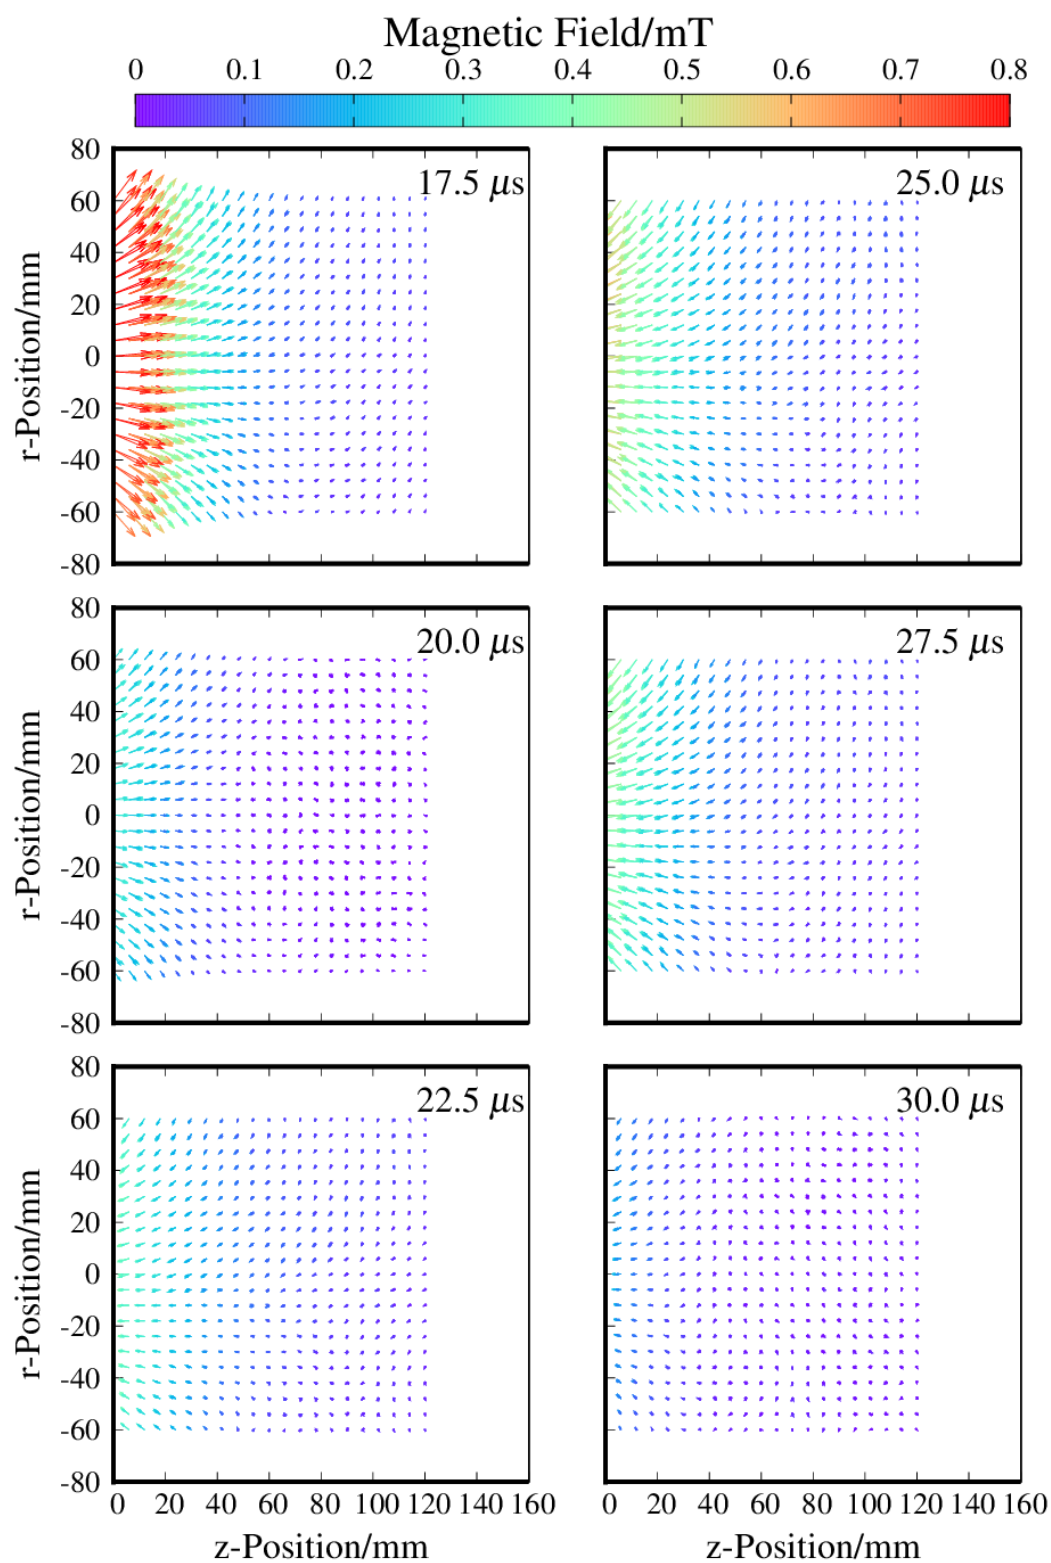 Magnetic Field/mT
0 0.1 0.2 0.3 0.4 0.5 0.6 0.7 0.8
80
60
40
20
0
-20
-40
-60
-80
r-Position/mm
17.5 μs
25.0 μs
80
60
40
20
0
-20
-40
-60
-80
r-Position/mm
20.0 μs
27.5 μs
80
60
40
20
0
-20
-40
-60
-80
r-Position/mm
22.5 μs
30.0 μs
0 20 40 60 80 100 120 140 160
0 20 40 60 80 100 120 140 160
z-Position/mm
z-Position/mm